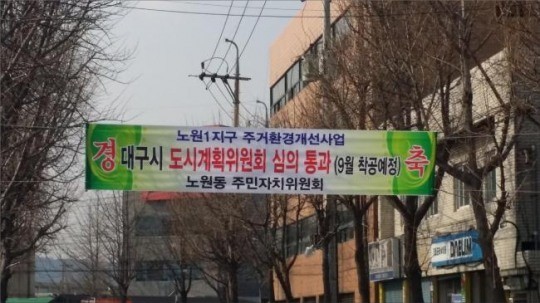 노원1지구 주거환경개선사업
경 대구시 도시계획위원회 심의 통과 (9월 착공예정) 축
노원동 주민자치위원회
DAELIM